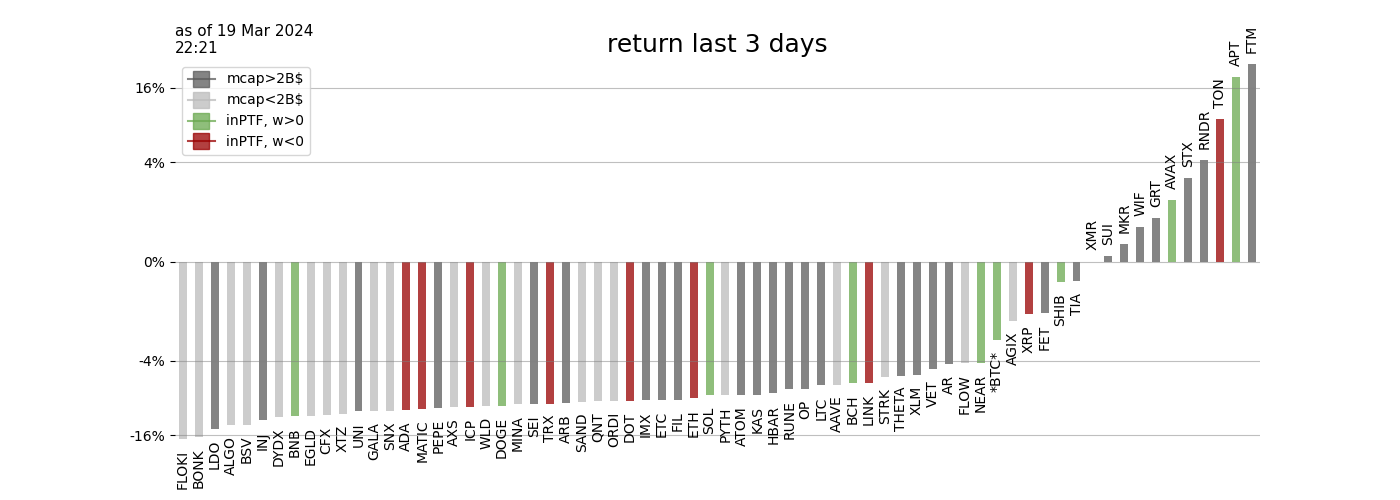 as of 19 Mar 2024
22:21
return last 3 days
mcap>2B$
mcap<2B$
inPTF, w>0
inPTF, w<0
16%
4%
0%
-4%
-16%
FLOKI
BONK
LDO
ALGO
BSV
INJ
DYDX
BNB
EGLD
CFX
XTZ
UNI
GALA
SNX
ADA
MATIC
PEPE
AXS
ICP
WLD
DOGE
MINA
SEI
TRX
ARB
SAND
QNT
ORDI
DOT
IMX
ETC
FIL
ETH
SOL
PYTH
ATOM
KAS
HBAR
RUNE
OP
LTC
AAVE
BCH
LINK
STRK
THETA
XLM
VET
AR
FLOW
NEAR
*BTC*
AGIX
XRP
FET
SHIB
TIA
XMR
SUI
MKR
WIF
GRT
AVAX
STX
RNDR
TON
APT
FTM